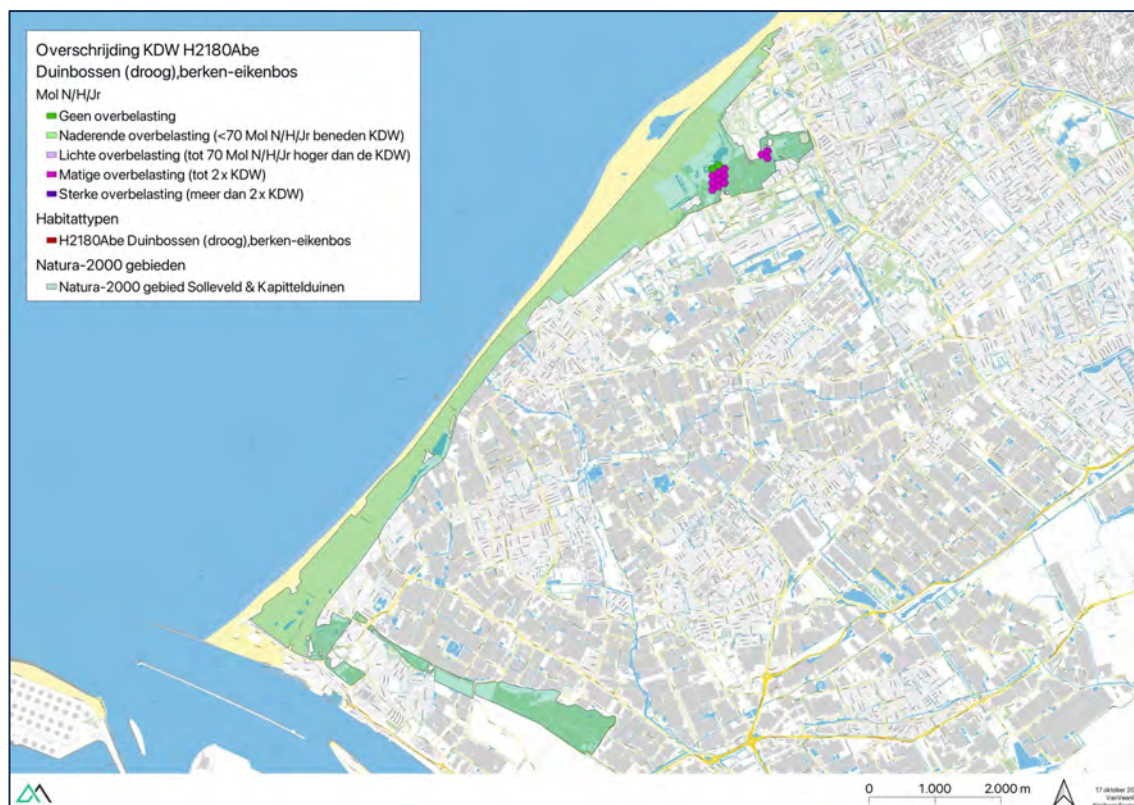 Overschrijding KDW H2180Abe
Duinbossen (droog),berken-eikenbos
Mol N/H/Jr
Geen overbelasting
Naderende overbelasting (<70 Mol N/H/Jr beneden KDW)
Lichte overbelasting (tot 70 Mol N/H/Jr hoger dan de KDW)
Matige overbelasting (tot 2 x KDW)
Sterke overbelasting (meer dan 2 x KDW)
Habitattypen
H2180Abe Duinbossen (droog),berken-eikenbos
Natura-2000 gebieden
Natura-2000 gebied Solleveld & Kapittelduinen
0 1.000 2.000 m
17 oktober 20